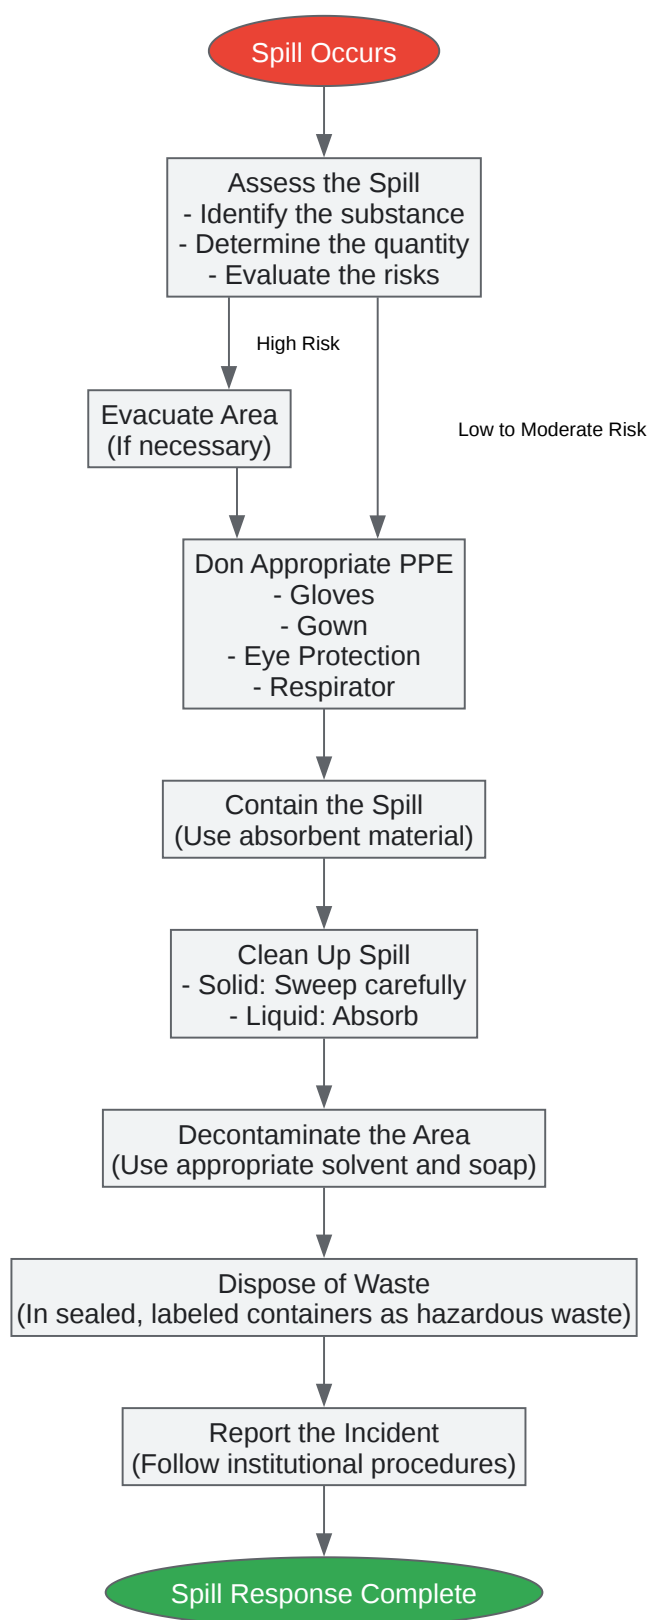 Spill Occurs
Assess the Spill
- Identify the substance
- Determine the quantity
- Evaluate the risks
High Risk
Evacuate Area
(If necessary)
Low to Moderate Risk
Don Appropriate PPE
- Gloves
- Gown
- Eye Protection
- Respirator
Contain the Spill
(Use absorbent material)
Clean Up Spill
- Solid: Sweep carefully
- Liquid: Absorb
Decontaminate the Area
(Use appropriate solvent and soap)
Dispose of Waste
(In sealed, labeled containers as hazardous waste)
Report the Incident
(Follow institutional procedures)
Spill Response Complete